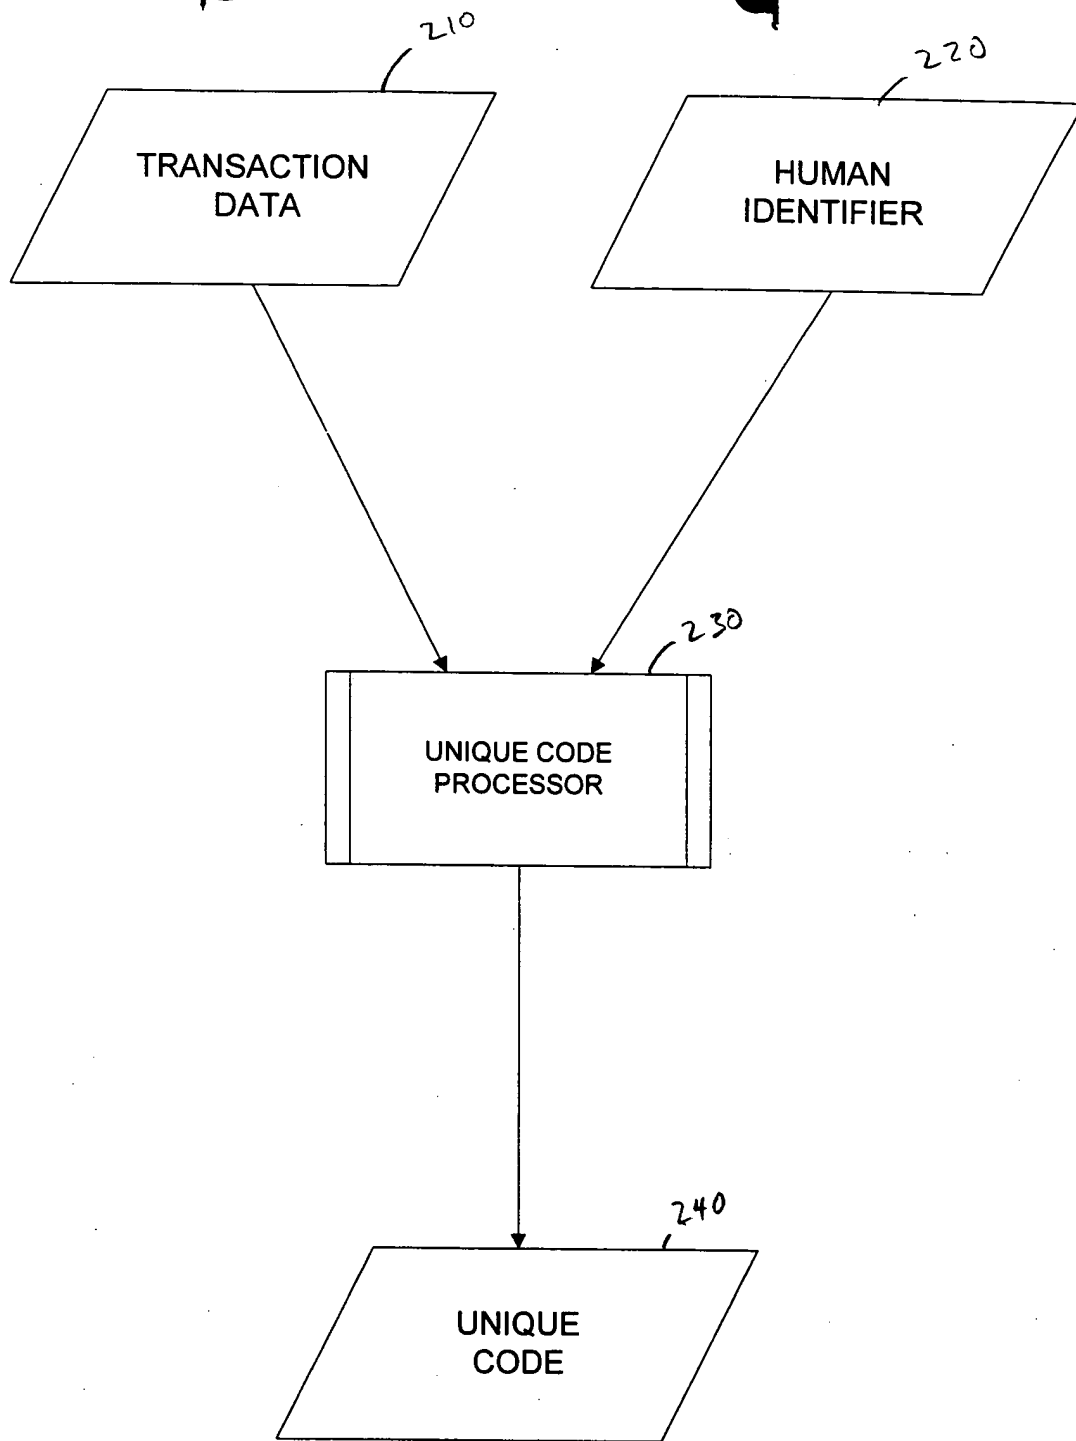 210
220
TRANSACTION
DATA
HUMAN
IDENTIFIER
230
UNIQUE CODE
PROCESSOR
240
UNIQUE
CODE